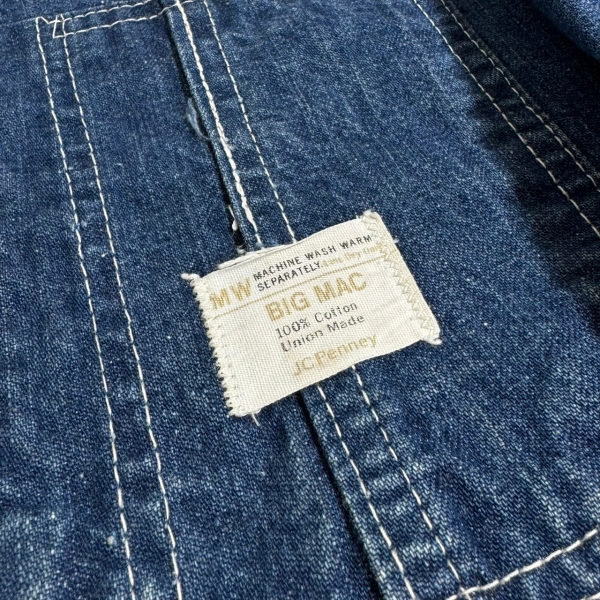 MW MACHINE WASH WARM
SEPARATELY.
BIG MAC
100% Cotton
Union Made
JCPenney